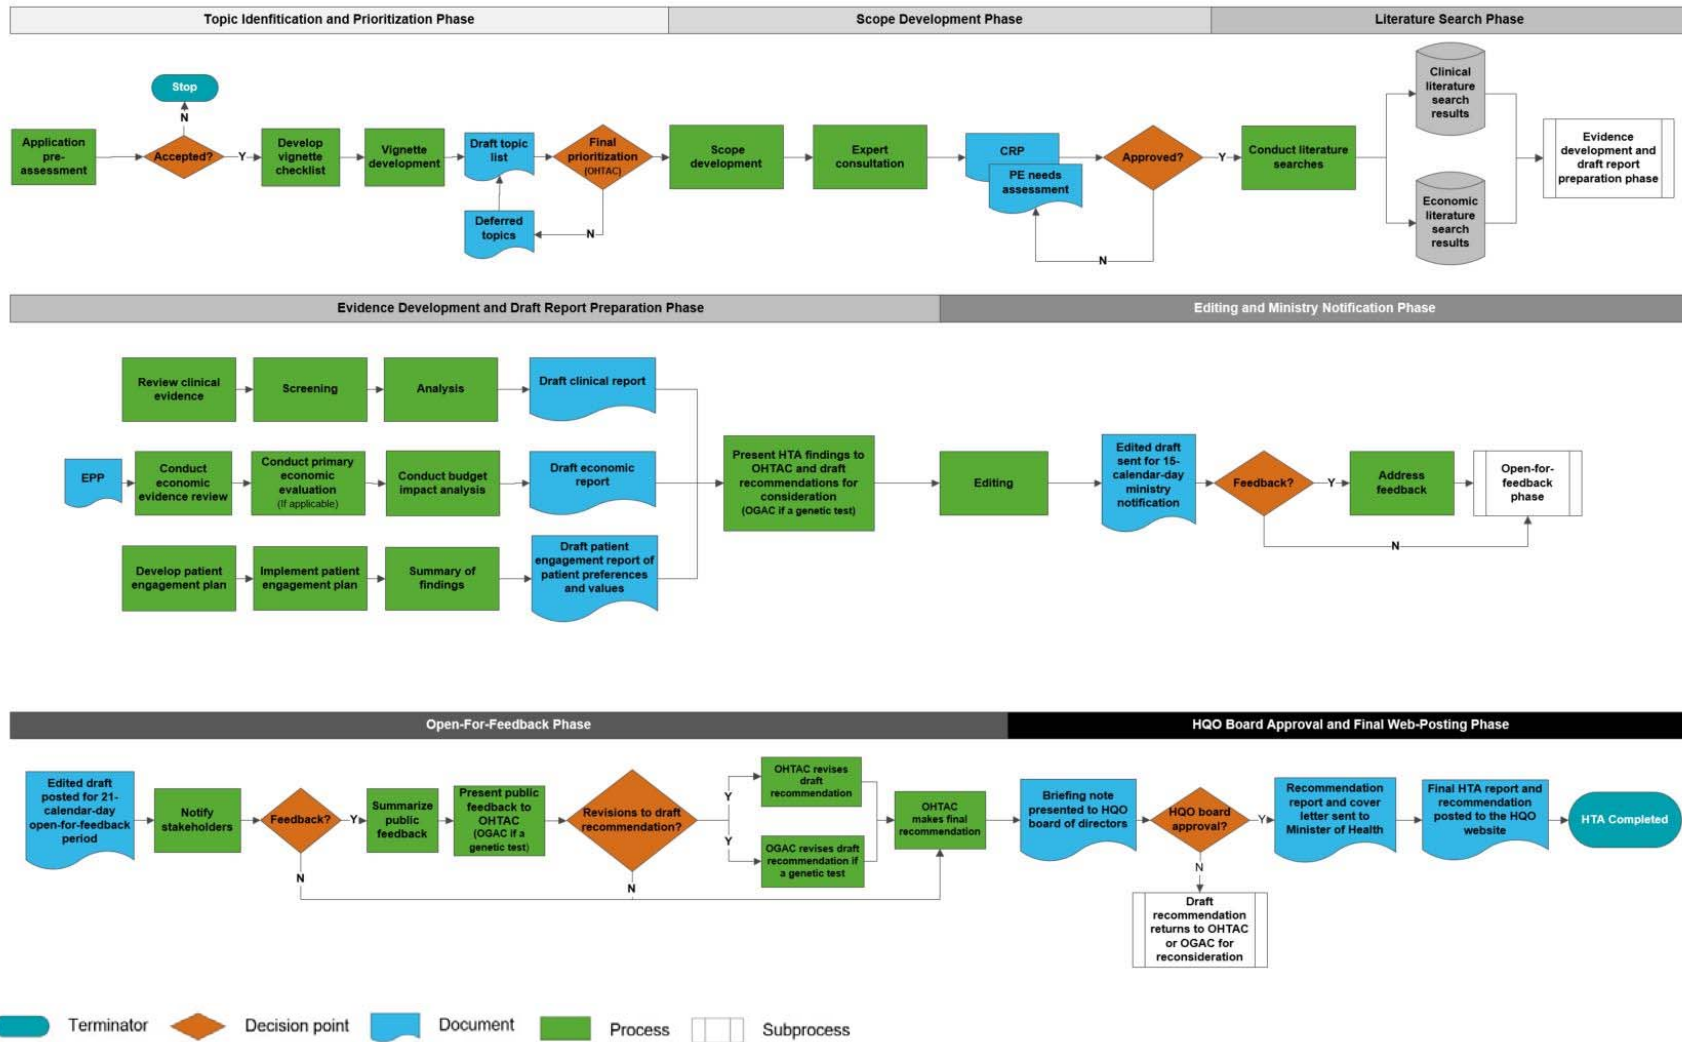 Topic Idenfitication and Prioritization Phase
Scope Development Phase
Literature Search Phase
Stop
N
Application
pre-
assessment
Accepted?
Y
Develop
vignette
checklist
Vignette
development
Draft topic
list
Final
prioritization
(OHTAC)
Deferred
topics
N
Scope
development
Expert
consultation
CRP
PE needs
assessment
Approved?
Y
N
Conduct literature
searches
Clinical
literature
search
results
Economic
literature
search
results
Evidence
development and
draft report
preparation phase
Evidence Development and Draft Report Preparation Phase
Editing and Ministry Notification Phase
Review clinical
evidence
Screening
Analysis
Draft clinical report
EPP
Conduct
economic
evidence review
Conduct primary
economic
evaluation
(If applicable)
Conduct budget
impact analysis
Draft economic
report
Develop patient
engagement plan
Implement patient
engagement plan
Summary of
findings
Draft patient
engagement report of
patient preferences
and values
Present HTA findings to
OHTAC and draft
recommendations for
consideration
(OGAC if a genetic test)
Editing
Edited draft
sent for 15-
calendar-day
ministry
notification
Feedback?
Y
Address
feedback
Open-for-
feedback
phase
N
Open-For-Feedback Phase
HQO Board Approval and Final Web-Posting Phase
Edited draft
posted for 21-
calendar-day
open-for-feedback
period
Notify
stakeholders
Feedback?
Y
N
Summarize
public
feedback
Present public
feedback to
OHTAC
(OGAC if a
genetic test)
Revisions to draft
recommendation?
N
Y
Y
OHTAC revises
draft
recommendation
OGAC revises draft
recommendation if
a genetic test
OHTAC
makes final
recommendation
Briefing note
presented to HQO
board of directors
HQO board
approval?
Y
N
Draft
recommendation
returns to OHTAC
or OGAC for
reconsideration
Recommendation
report and cover
letter sent to
Minister of Health
Final HTA report and
recommendation
posted to the HQO
website
HTA Completed
Terminator
Decision point
Document
Process
Subprocess